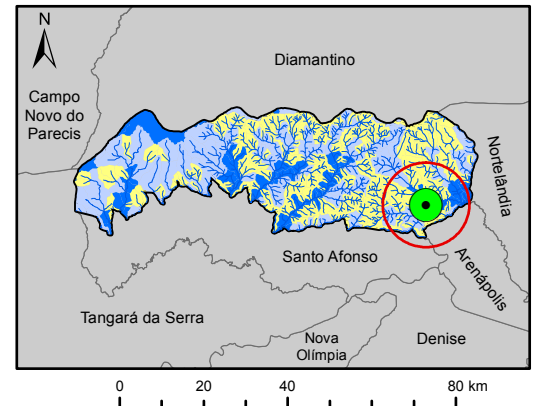 N
Diamantino
Campo
Novo do
Parecis
Nortelândia
Santo Afonso
Arenápolis
Tangará da Serra
Nova
Olímpia
Denise
0 20 40 80 km